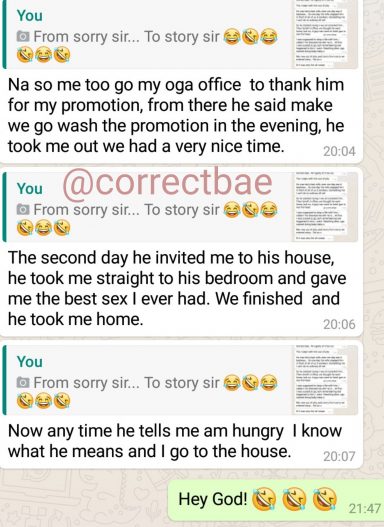 You
From sorry sir... To story sir 😂🤣😂
🤣😂🤣
Na so me too go my oga office to thank him
for my promotion, from there he said make
we go wash the promotion in the evening, he
took me out we had a very nice time.
20:04
You
@correctbae
From sorry sir... To story sir 😂🤣😂
🤣🤣🤣
The second day he invited me to his house,
he took me straight to his bedroom and gave
me the best sex I ever had. We finished and
he took me home.
20:06
You
From sorry sir... To story sir 😂🤣😂
🤣🤣🤣
Now any time he tells me am hungry I know
what he means and I go to the house.
20:07
Hey God! 🤣 🤣 🤣
21:47